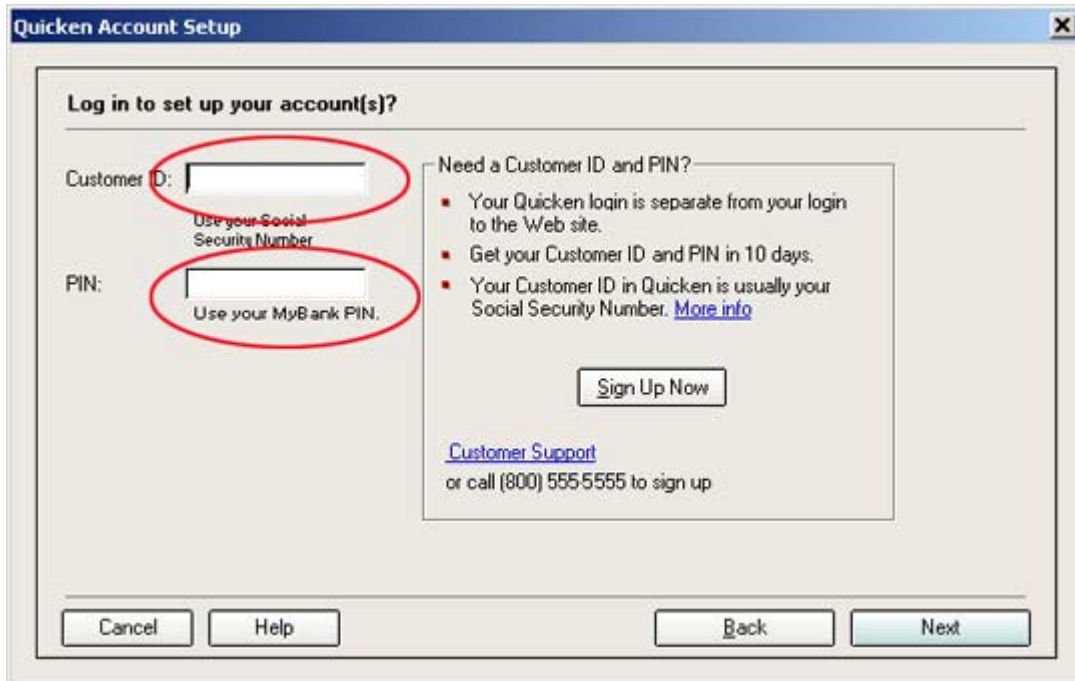 Quicken Account Setup
Log in to set up your account(s)?
Customer ID:
Use your Social
Security Number
PIN:
Use your MyBank PIN.
Need a Customer ID and PIN?
Your Quicken login is separate from your login
to the Web site.
Get your Customer ID and PIN in 10 days.
Your Customer ID in Quicken is usually your
Social Security Number. More info
Sign Up Now
Customer Support
or call (800) 555-5555 to sign up
Cancel
Help
Back
Next